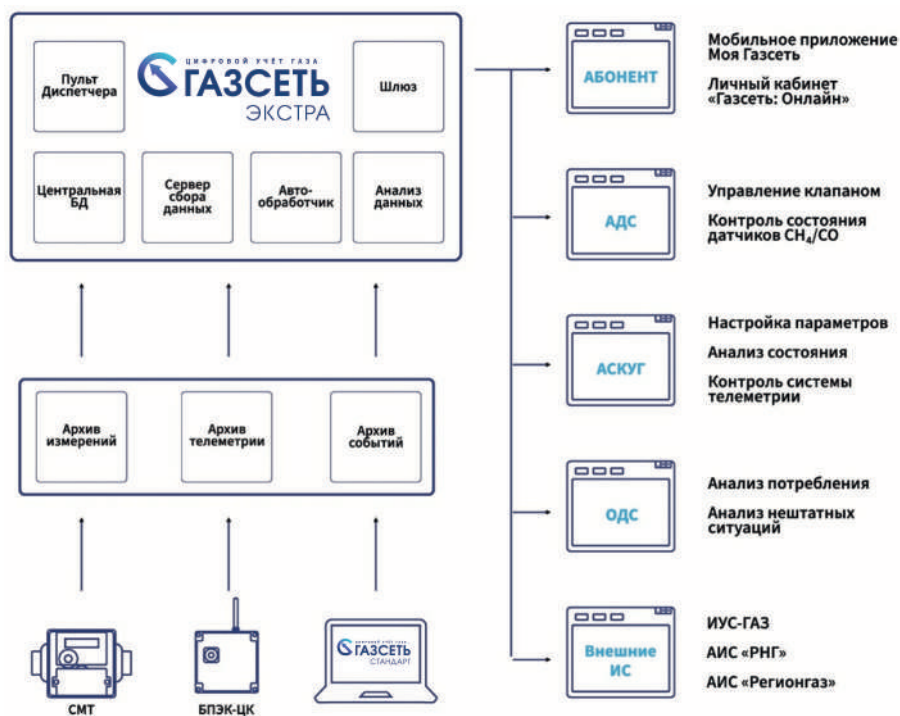 Пульт
Диспетчера
ЦИФРОВОЙ УЧЁТ ГАЗА
ГАЗСЕТЬ
ЭКСТРА
Шлюз
Центральная
БД
Сервер
сбора
данных
Авто-
обработчик
Анализ
данных
Архив
измерений
Архив
телеметрии
Архив
событий
СМТ
БПЭК-ЦК
ЦИФРОВОЙ УЧЁТ ГАЗА
ГАЗСЕТЬ
СТАНДАРТ
АБОНЕНТ
Мобильное приложение
Моя Газсеть
Личный кабинет
«Газсеть: Онлайн»
АДС
Управление клапаном
Контроль состояния
датчиков CH₄/CO
АСКУГ
Настройка параметров
Анализ состояния
Контроль системы
телеметрии
ОДС
Анализ потребления
Анализ нештатных
ситуаций
Внешние
ИС
ИУС-ГАЗ
АИС «РНГ»
АИС «Регионгаз»